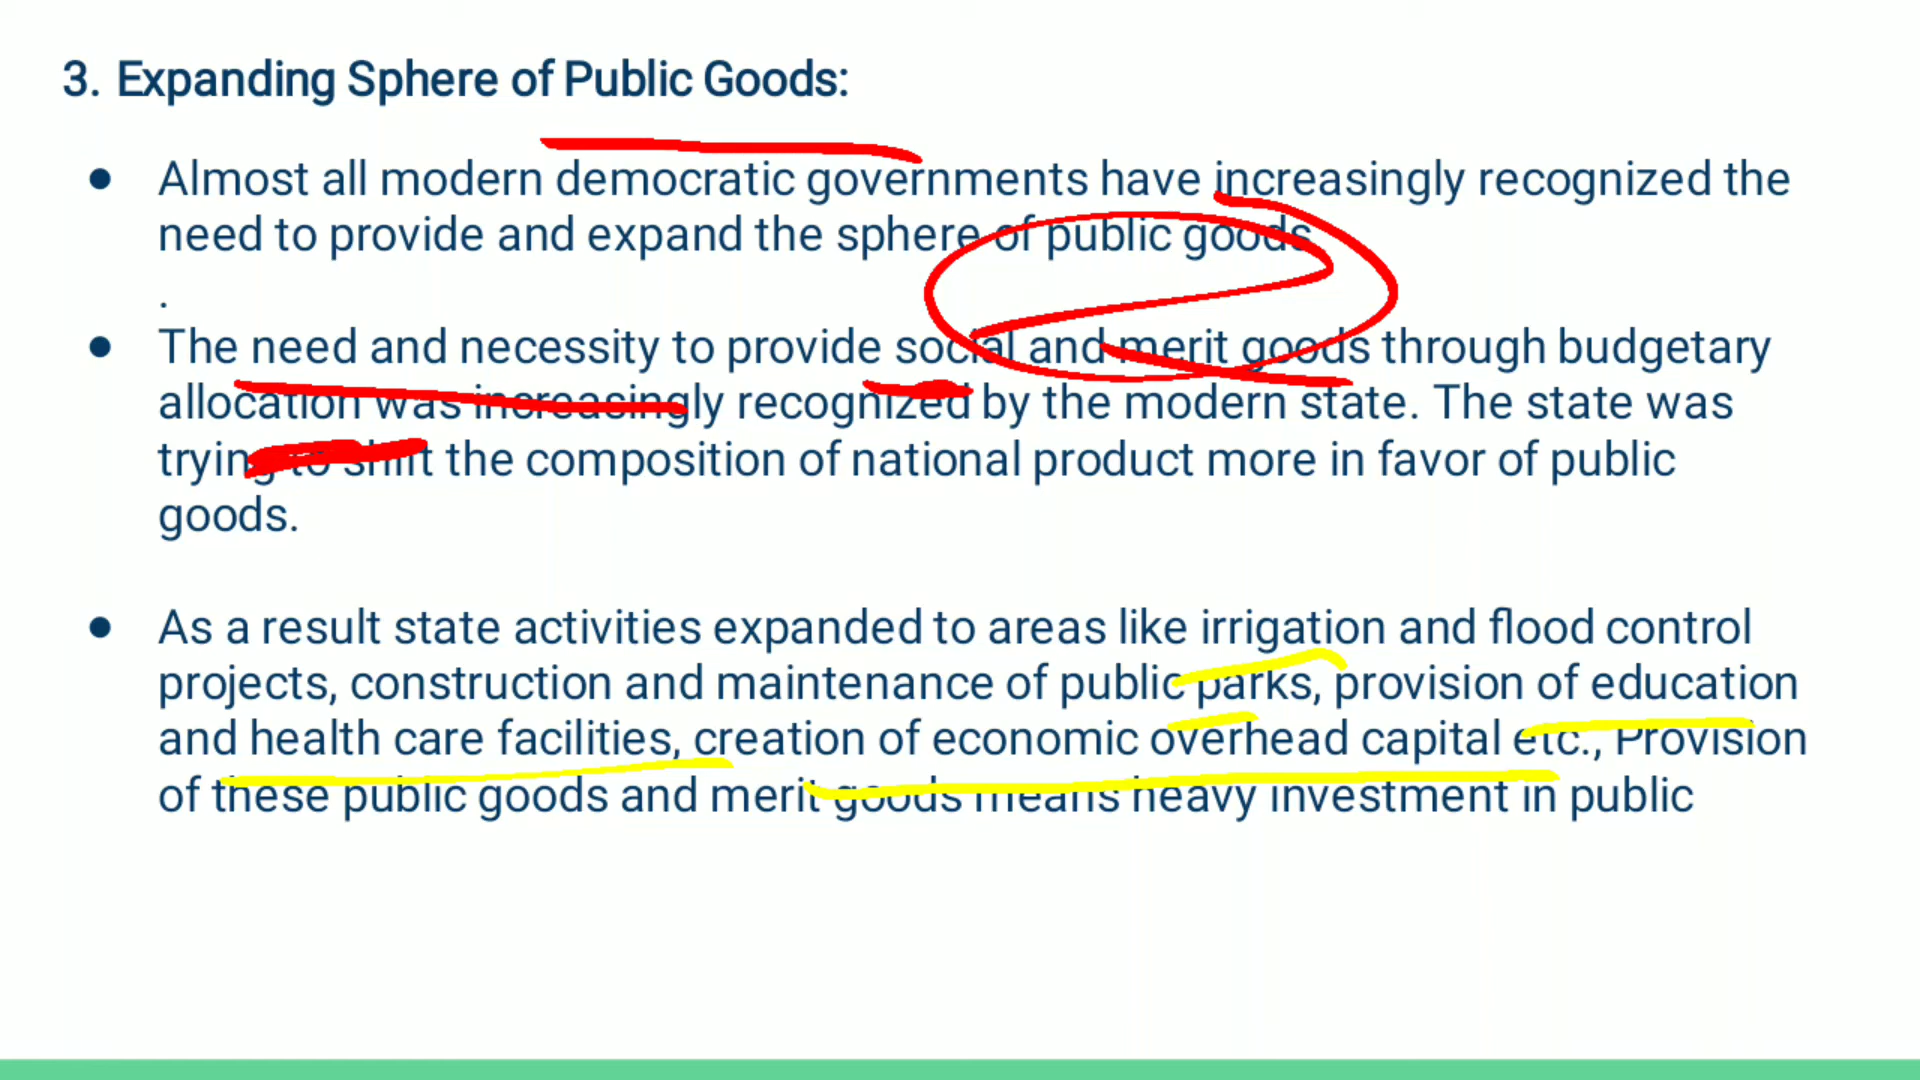 3. Expanding Sphere of Public Goods:
● Almost all modern democratic governments have increasingly recognized the
need to provide and expand the sphere of public goods
.
● The need and necessity to provide social and merit goods through budgetary
allocation was increasingly recognized by the modern state. The state was
trying to shift the composition of national product more in favor of public
goods.
● As a result state activities expanded to areas like irrigation and flood control
projects, construction and maintenance of public parks, provision of education
and health care facilities, creation of economic overhead capital etc., Provision
of these public goods and merit goods means heavy investment in public